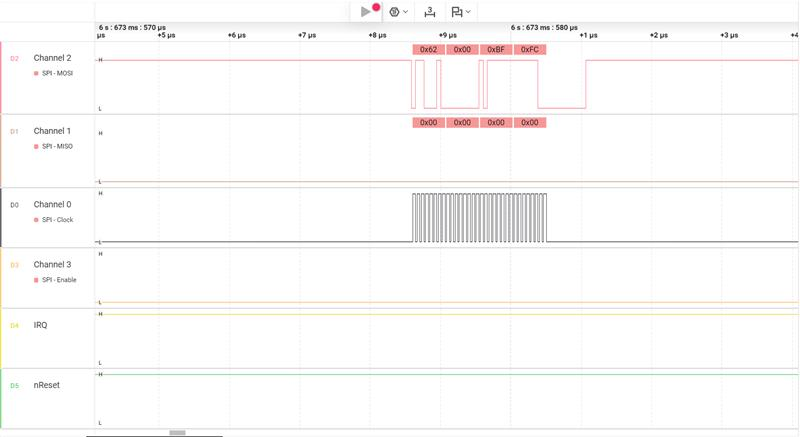 3
6 s : 673 ms : 570 µs
6 s : 673 ms : 580 µs
µs +5 µs +6 µs +7 µs +8 µs +9 µs +1 µs +2 µs +3 µs +4
D2 Channel 2 H 0x62 0x00 0xBF 0xFC
SPI - MOSI
L
D1 Channel 1 H 0x00 0x00 0x00 0x00
SPI - MISO
L
D0 Channel 0 H
SPI - Clock
L
D3 Channel 3 H
SPI - Enable
L
D4 IRQ H
L
D5 nReset H
L